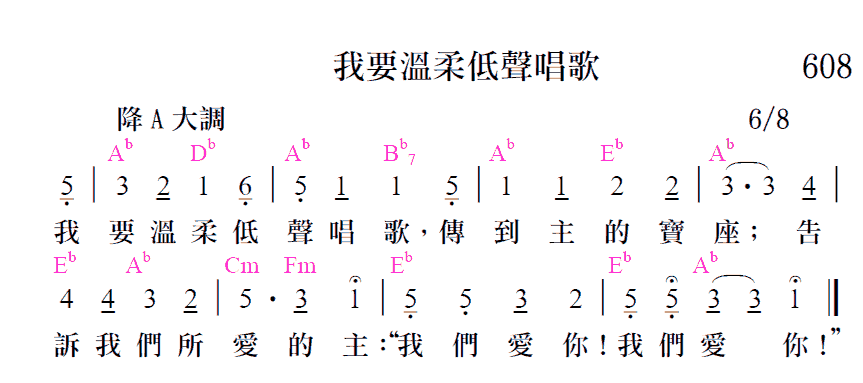 我要溫柔低聲唱歌 608
降 A 大調 6/8
A♭ D♭ A♭ B♭7 A♭ E♭ A♭
5 | 3 2 1 6 | 5 1 1 5 | 1 1 2 2 | 3 • 3 4 |
我 要 溫 柔 低 聲 唱 歌，傳 到 主 的 寶 座； 告
E♭ A♭ Cm Fm E♭ E♭ A♭
4 4 3 2 | 5 • 3 1 | 5 5 3 2 | 5 5 3 3 1 ‖
訴 我 們 所 愛 的 主：“我 們 愛 你！我 們 愛 你！”